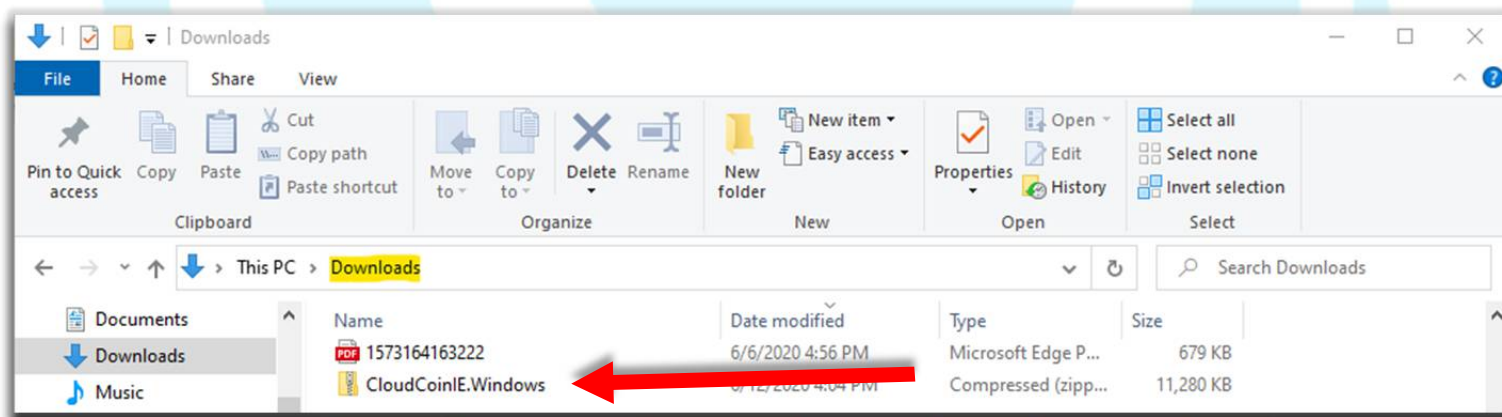 Downloads
File Home Share View
Cut
Copy path
Paste shortcut
Pin to Quick access
Copy
Paste
Clipboard
Move to
Copy to
Delete
Rename
Organize
New folder
New item
Easy access
New
Properties
Open
Edit
History
Open
Select all
Select none
Invert selection
Select
This PC > Downloads
Search Downloads
Documents
Downloads
Music
Name Date modified Type Size
PDF 1573164163222 6/6/2020 4:56 PM Microsoft Edge P... 679 KB
CloudCoinIE.Windows Compressed (zipp... 11,280 KB